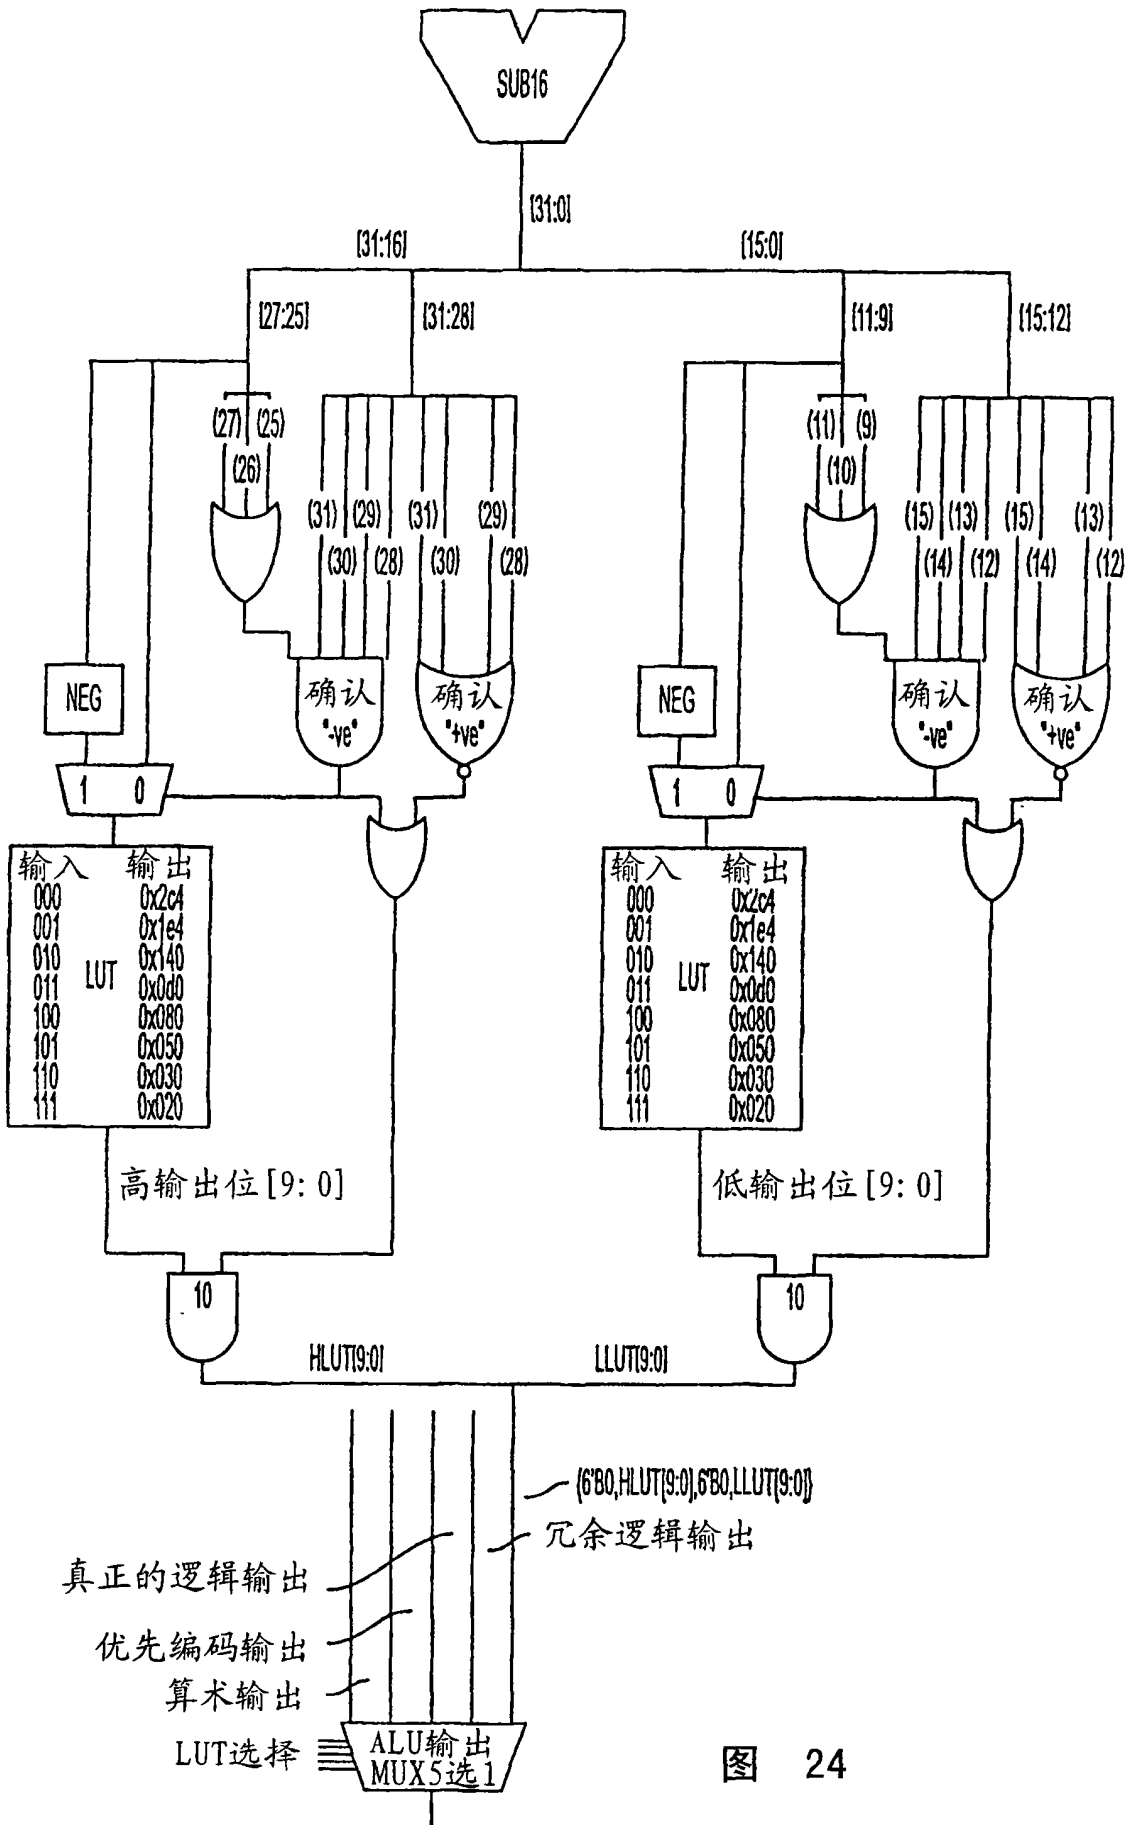 SUB16
[31:0]
[31:16] [15:0]
[27:25] [31:28] [11:9] [15:12]
(27) (25) (11) (9)
(26) (10)
(31) (29) (31) (29) (15) (13) (15) (13)
(30) (28) (30) (28) (14) (12) (14) (12)
NEG 确认 "-ve" 确认 "+ve" NEG 确认 "-ve" 确认 "+ve"
1 0 1 0
输入 输出 输入 输出
000 0x2c4 000 0x2c4
001 0x1e4 001 0x1e4
010 0x140 010 0x140
LUT LUT
011 0x0d0 011 0x0d0
100 0x080 100 0x080
101 0x050 101 0x050
110 0x030 110 0x030
111 0x020 111 0x020
高输出位[9:0] 低输出位[9:0]
10 10
HLUT[9:0] LLUT[9:0]
{6'B0,HLUT[9:0],6'B0,LLUT[9:0]}
冗余逻辑输出
真正的逻辑输出
优先编码输出
算术输出
LUT选择
ALU输出
MUX5选1
图 24